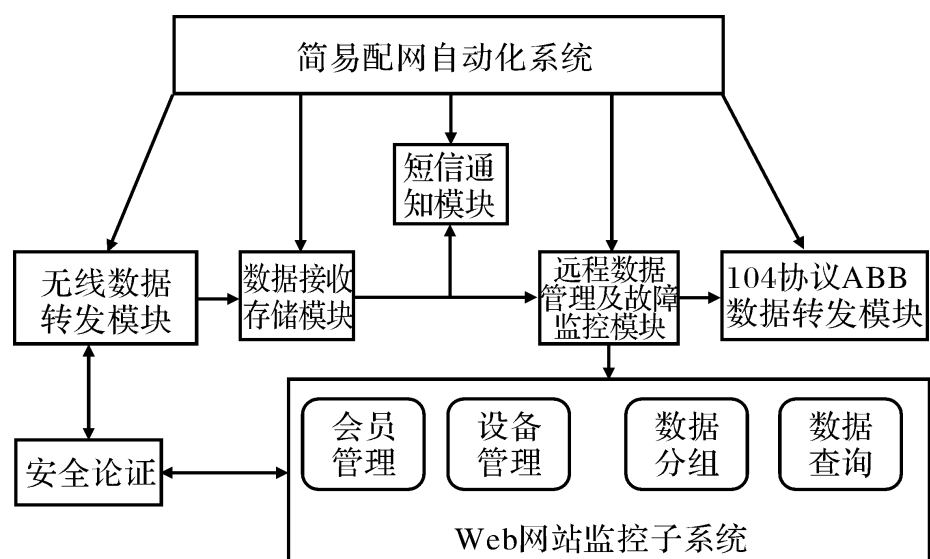 简易配网自动化系统
短信通
知模块
无线数据
转发模块
数据接收
存储模块
远程数据
管理及故障
监控模块
104协议ABB
数据转发模块
安全论证
会员
管理
设备
管理
数据
分组
数据
查询
Web网站监控子系统